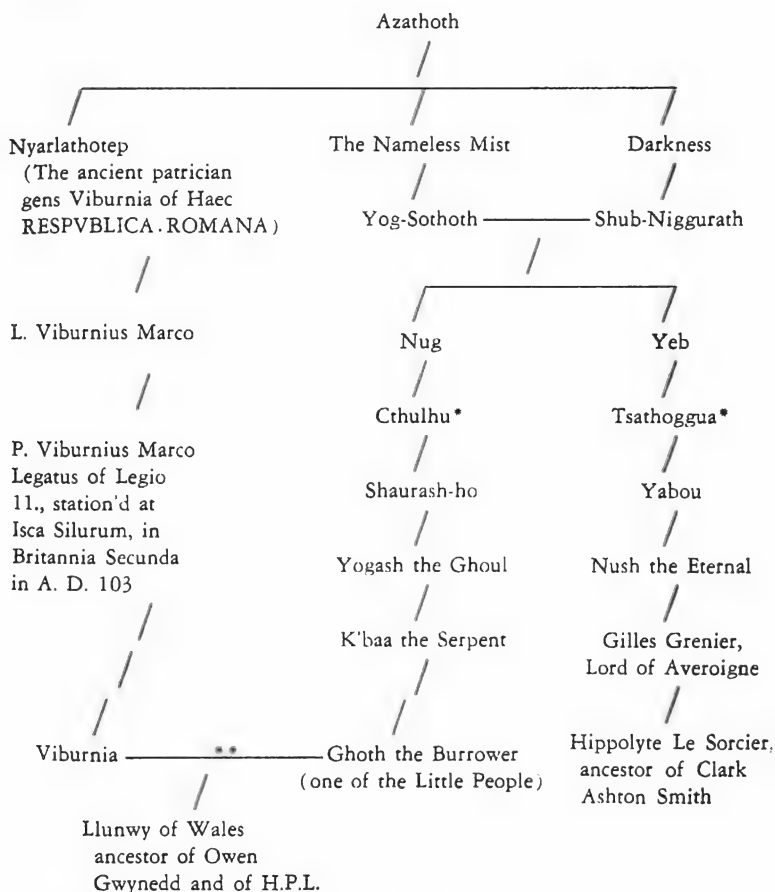 Azathoth
Nyarlathotep
(The ancient patrician
gens Viburnia of Haec
RESPVBLICA.ROMANA)
The Nameless Mist
Darkness
Yog-Sothoth
Shub-Niggurath
L. Viburnius Marco
Nug
Yeb
Cthulhu*
Tsathoggua*
P. Viburnius Marco
Legatus of Legio
11., station'd at
Isca Silurum, in
Britannia Secunda
in A. D. 103
Shaurash-ho
Yabou
Yogash the Ghoul
Nush the Eternal
K'baa the Serpent
Gilles Grenier,
Lord of Averoigne
Viburnia
**
Ghoth the Burrower
(one of the Little People)
Hippolyte Le Sorcier,
ancestor of Clark
Ashton Smith
Llunwy of Wales
ancestor of Owen
Gwynedd and of H.P.L.